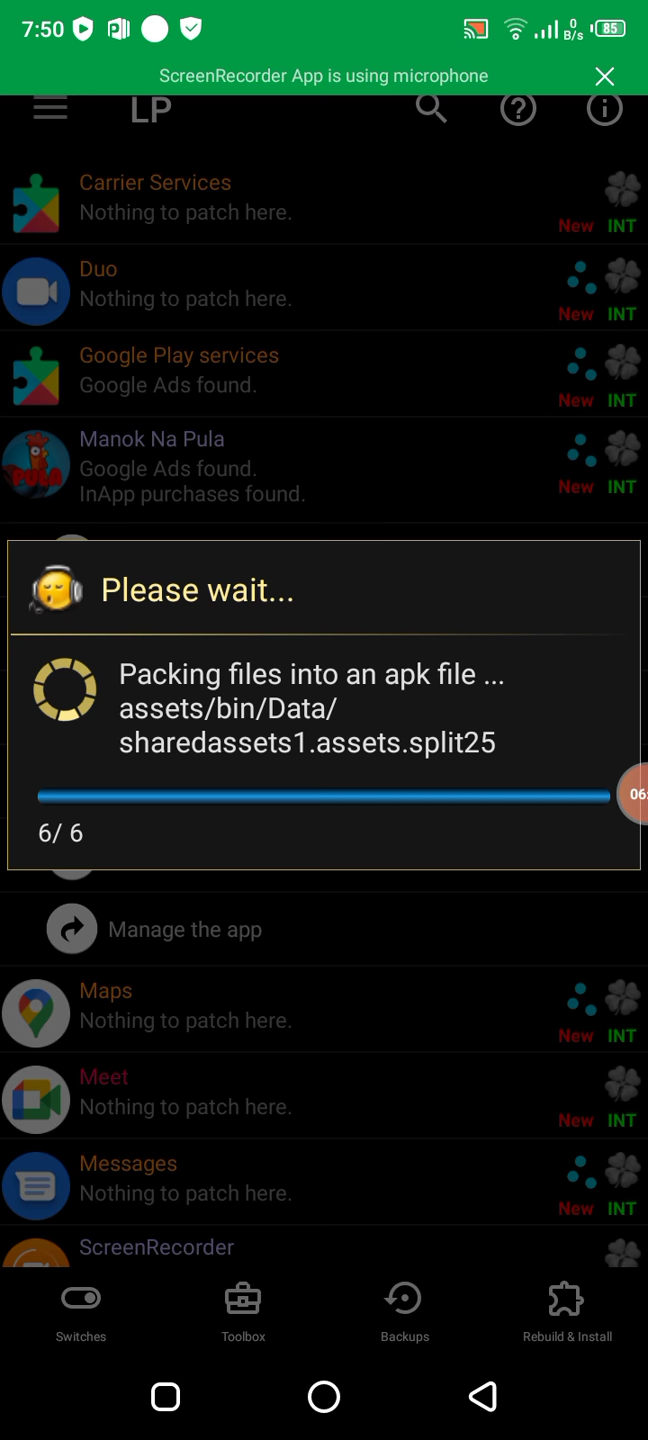 7:50
0
B/s
85
ScreenRecorder App is using microphone
LP
Carrier Services
Nothing to patch here.
New INT
Duo
Nothing to patch here.
New INT
Google Play services
Google Ads found.
New INT
Manok Na Pula
PULA
Google Ads found.
InApp purchases found.
New INT
Please wait...
Packing files into an apk file ...
assets/bin/Data/
sharedassets1.assets.split25
06:
6/ 6
Manage the app
Maps
Nothing to patch here.
New INT
Meet
Nothing to patch here.
New INT
Messages
Nothing to patch here.
New INT
ScreenRecorder
Switches
Toolbox
Backups
Rebuild & Install